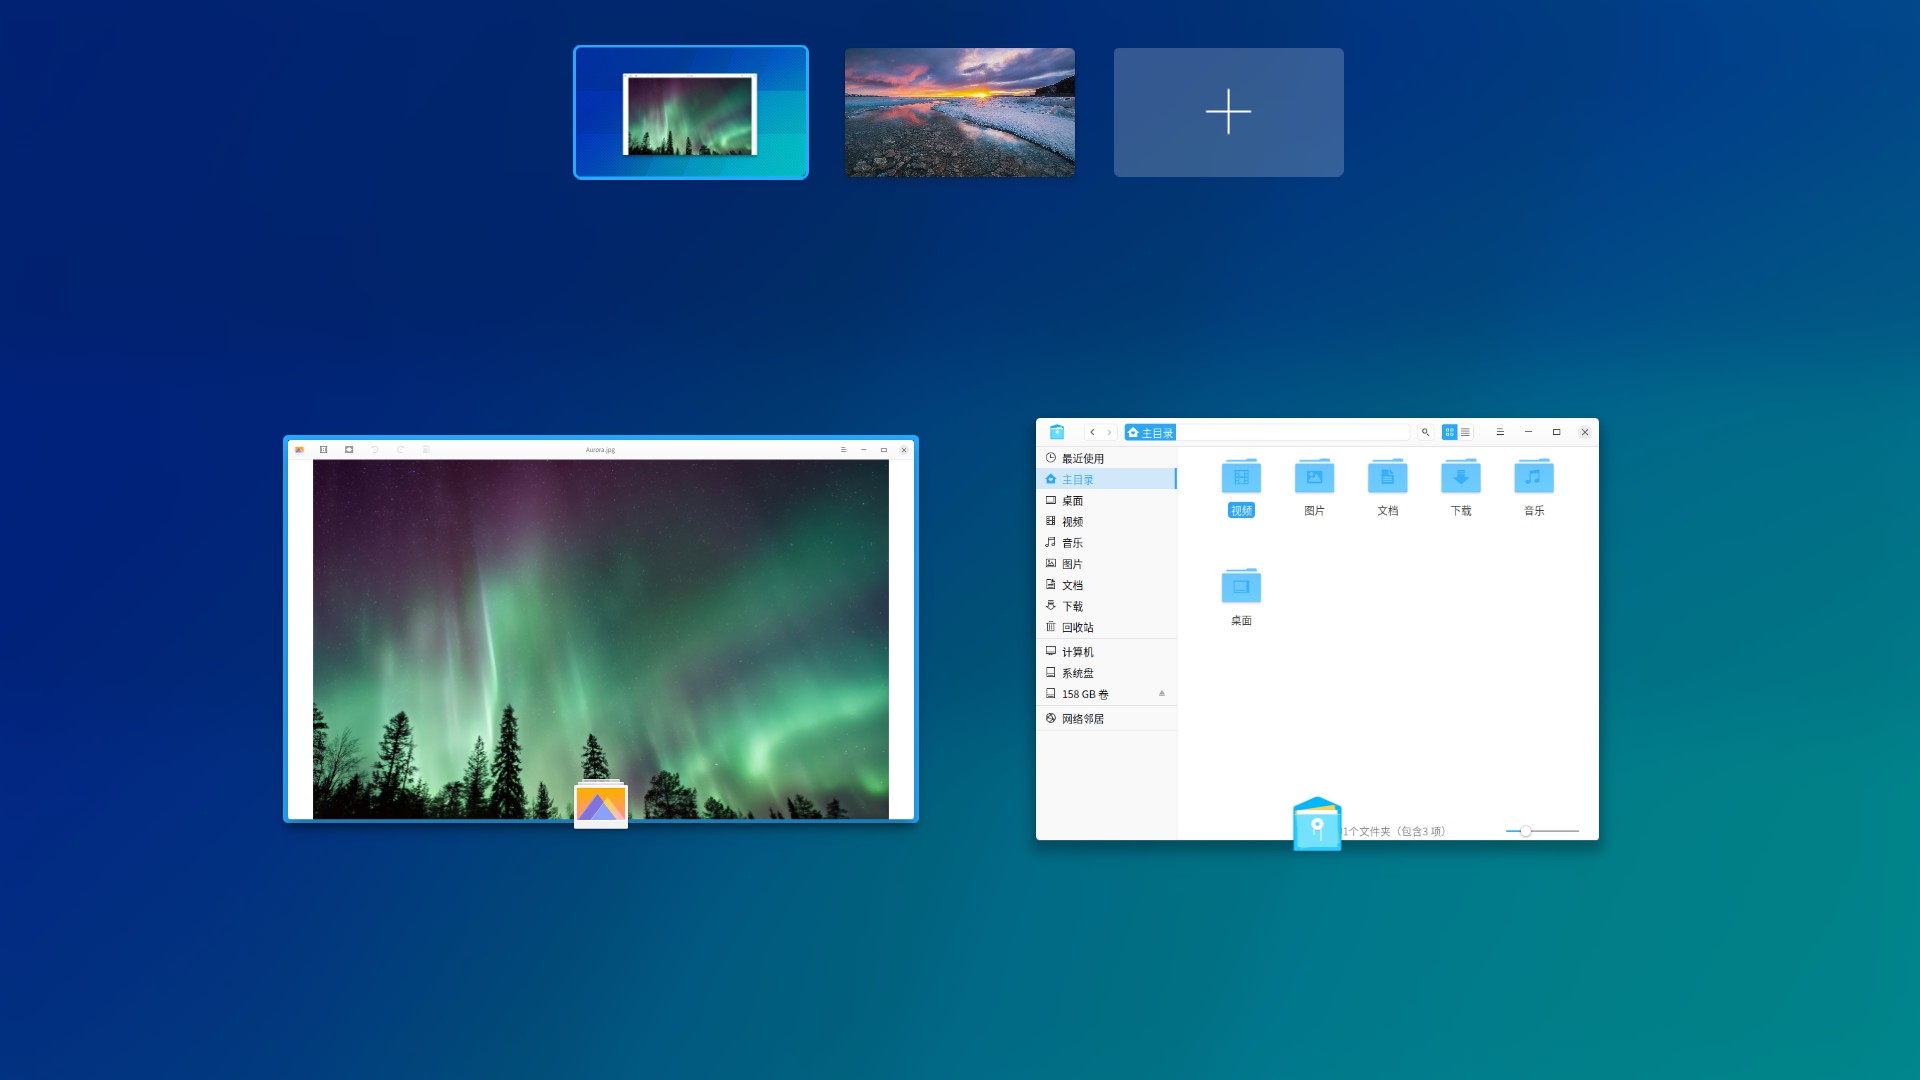 Aurora.jpg
主目录
最近使用
主目录
桌面
视频
音乐
图片
文档
下载
回收站
计算机
系统盘
158 GB 卷
网络邻居
视频
图片
文档
下载
音乐
桌面
1个文件夹（包含3 项）